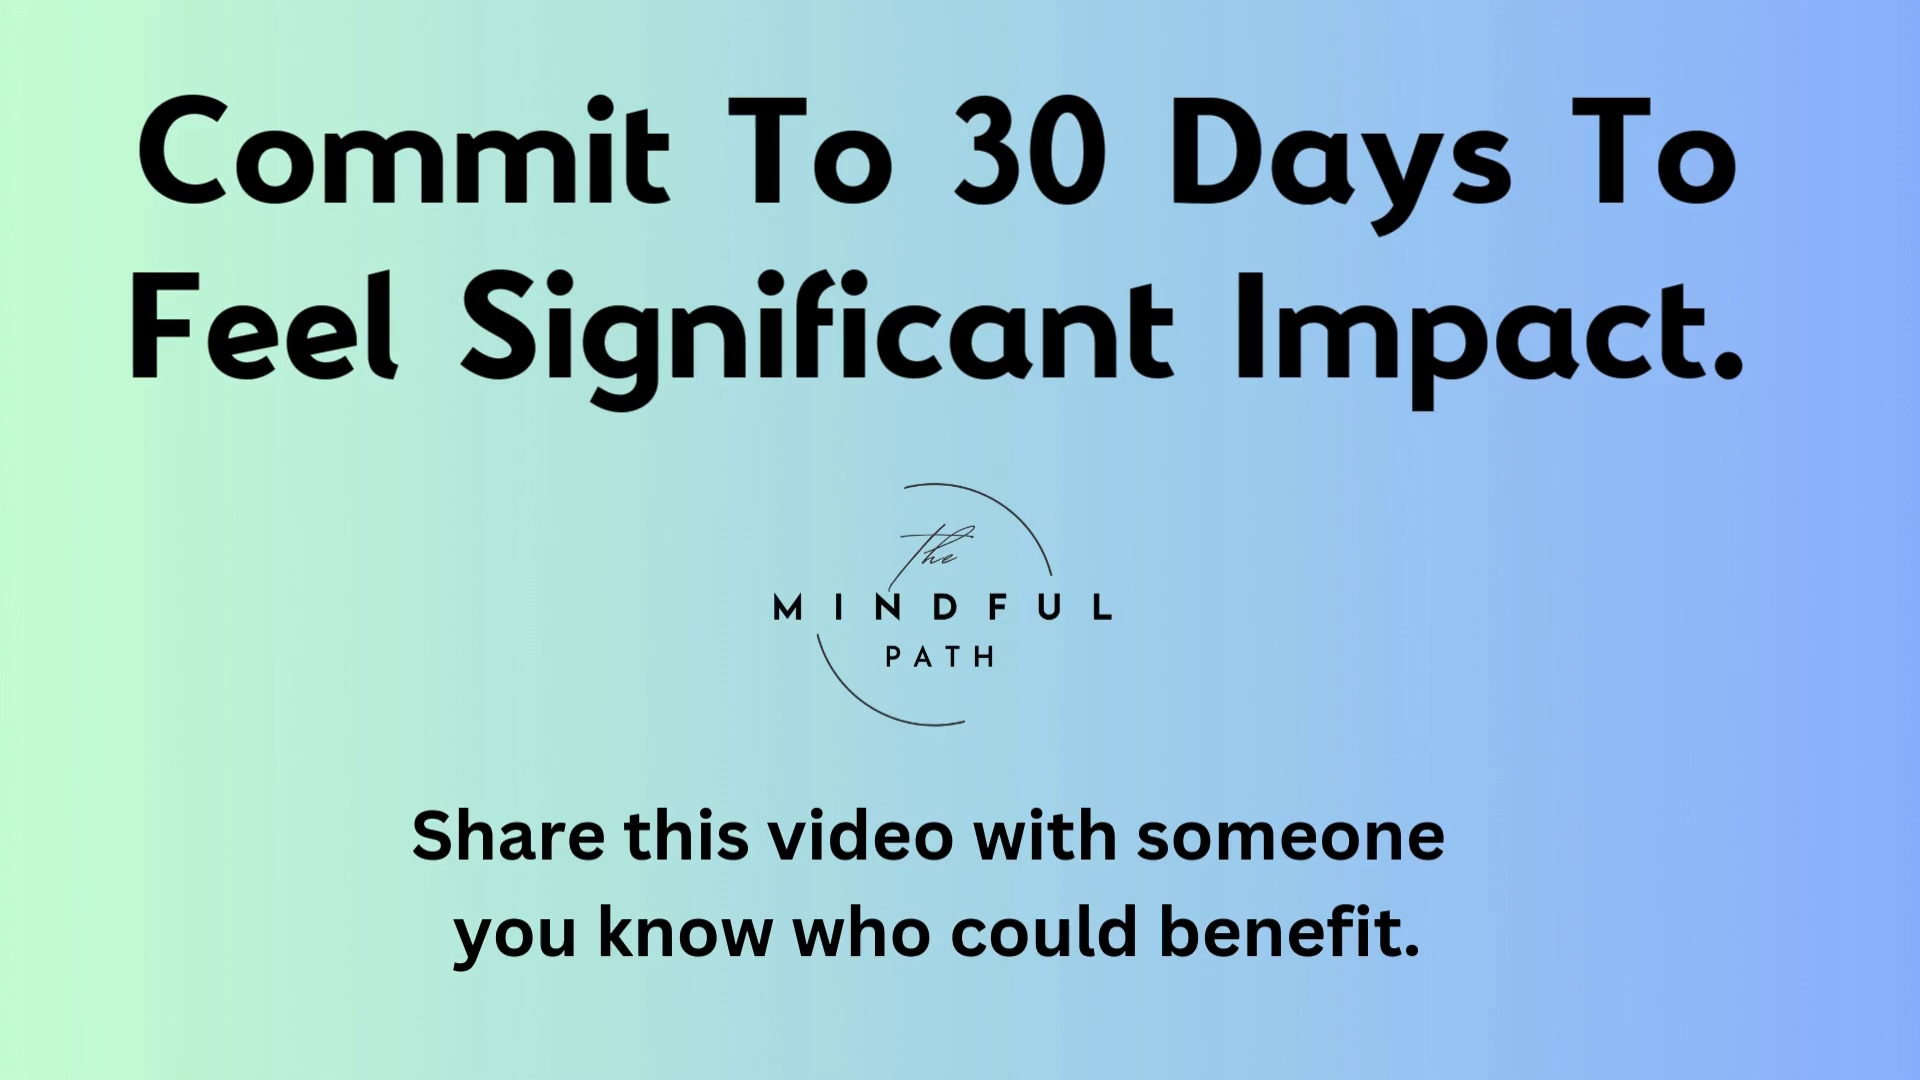 Commit To 30 Days To
Feel Significant Impact.
the
MINDFUL
PATH
Share this video with someone
you know who could benefit.